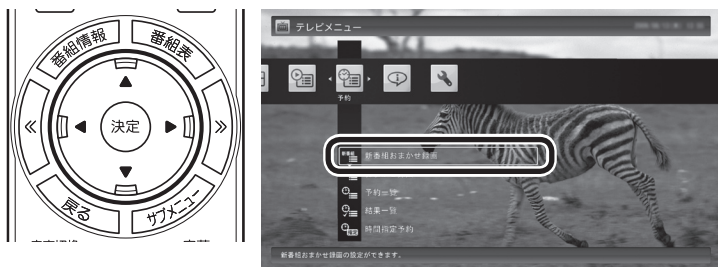 番組情報
番組表
決定
戻る
サブメニュー
テレビメニュー
予約
新番組おまかせ録画
予約一覧
結果一覧
時間指定予約
新番組おまかせ録画の設定ができます。